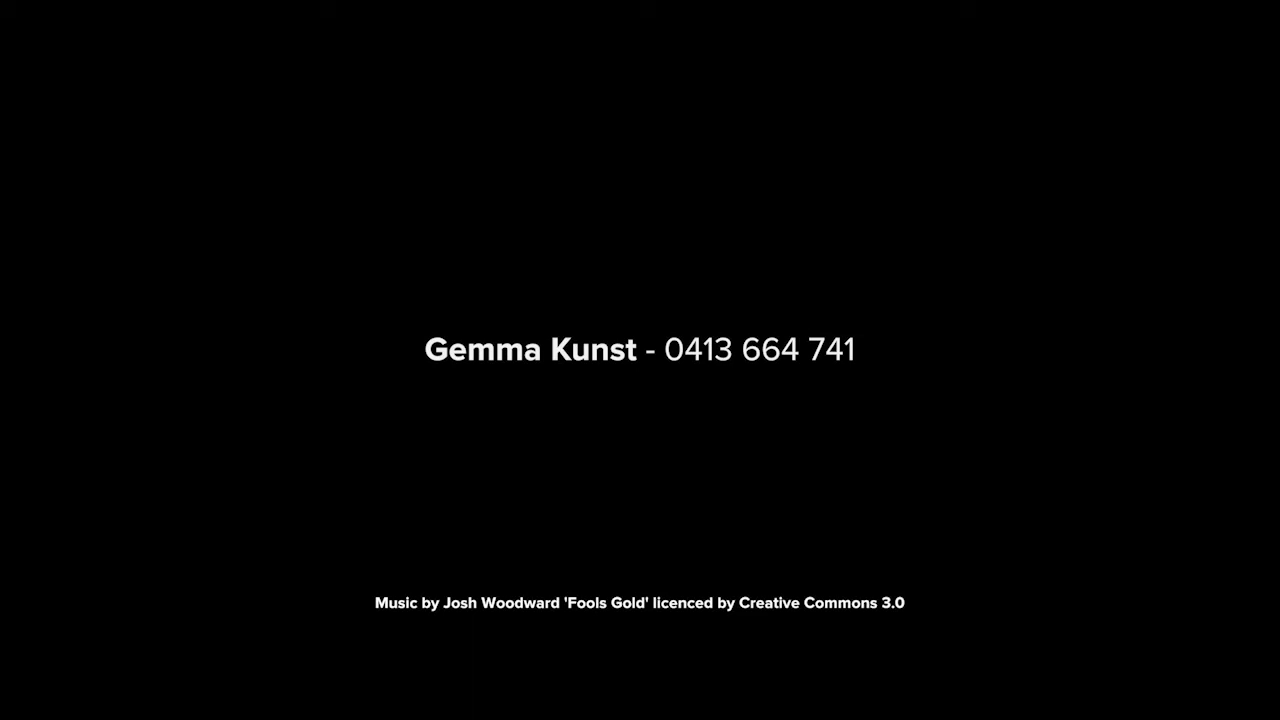 Gemma Kunst - 0413 664 741
Music by Josh Woodward 'Fools Gold' licenced by Creative Commons 3.0